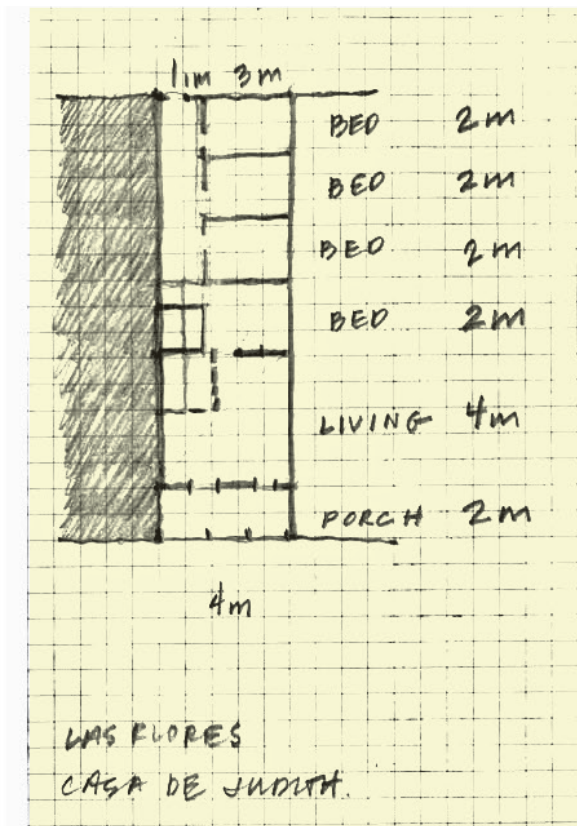 1m 3m
BED 2m
BED 2m
BED 2m
BED 2m
LIVING 4m
PORCH 2m
4m
LAS FLORES
CASA DE JUDITH.